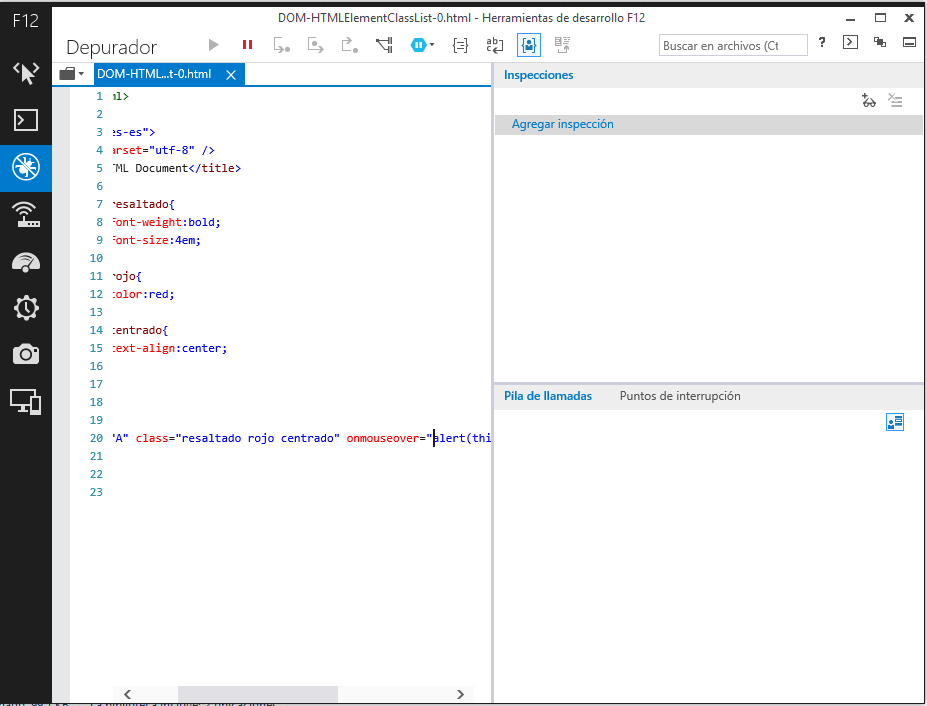 F12
DOM-HTMLElementClassList-0.html - Herramientas de desarrollo F12
Depurador
Buscar en archivos (Ct
?
DOM-HTML...t-0.html
1 ıl>
2
3 es-es">
4 arset="utf-8" />
5 TML Document</title>
6
7 resaltado{
8 font-weight:bold;
9 font-size:4em;
10
11 rojo{
12 color:red;
13
14 centrado{
15 text-align:center;
16
17
18
19
20 "A" class="resaltado rojo centrado" onmouseover="alert(thi
21
22
23
Inspecciones
Agregar inspección
Pila de llamadas Puntos de interrupción